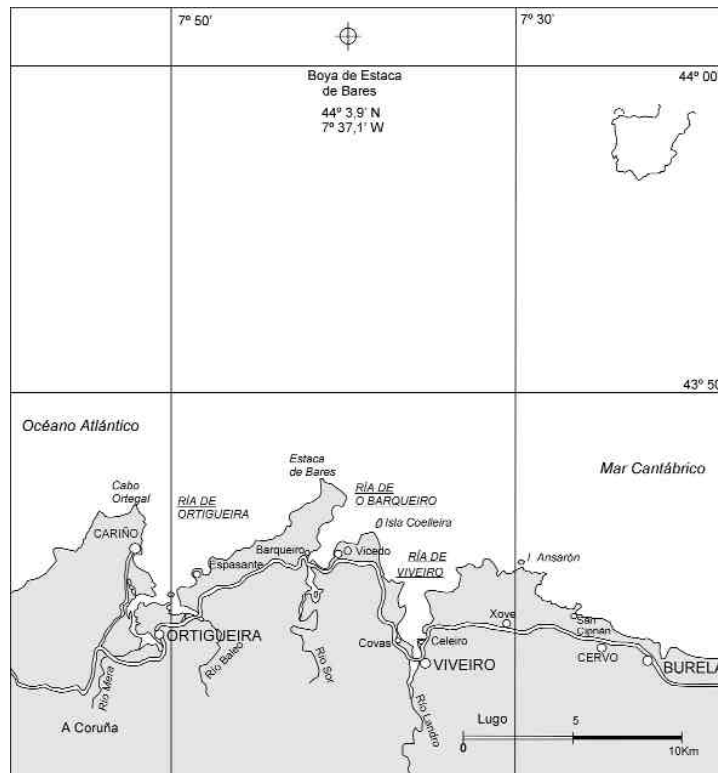 7º 50'
7º 30'
Boya de Estaca
de Bares
44º 3,9' N
7º 37,1' W
44º 00'
43º 50'
Océano Atlántico
Mar Cantábrico
Estaca
de Bares
Cabo
Ortegal
RÍA DE
ORTIGUEIRA
RÍA DE
O BARQUEIRO
Isla Coelleira
CARIÑO
Barqueiro
O Vicedo
RÍA DE
VIVEIRO
I. Ansarón
Espasante
Xove
San
Ciprián
ORTIGUEIRA
Covas
Celeiro
CERVO
VIVEIRO
BURELA
Río Mera
Río Baleo
Río Sor
Río Landro
A Coruña
Lugo
5
0
10Km